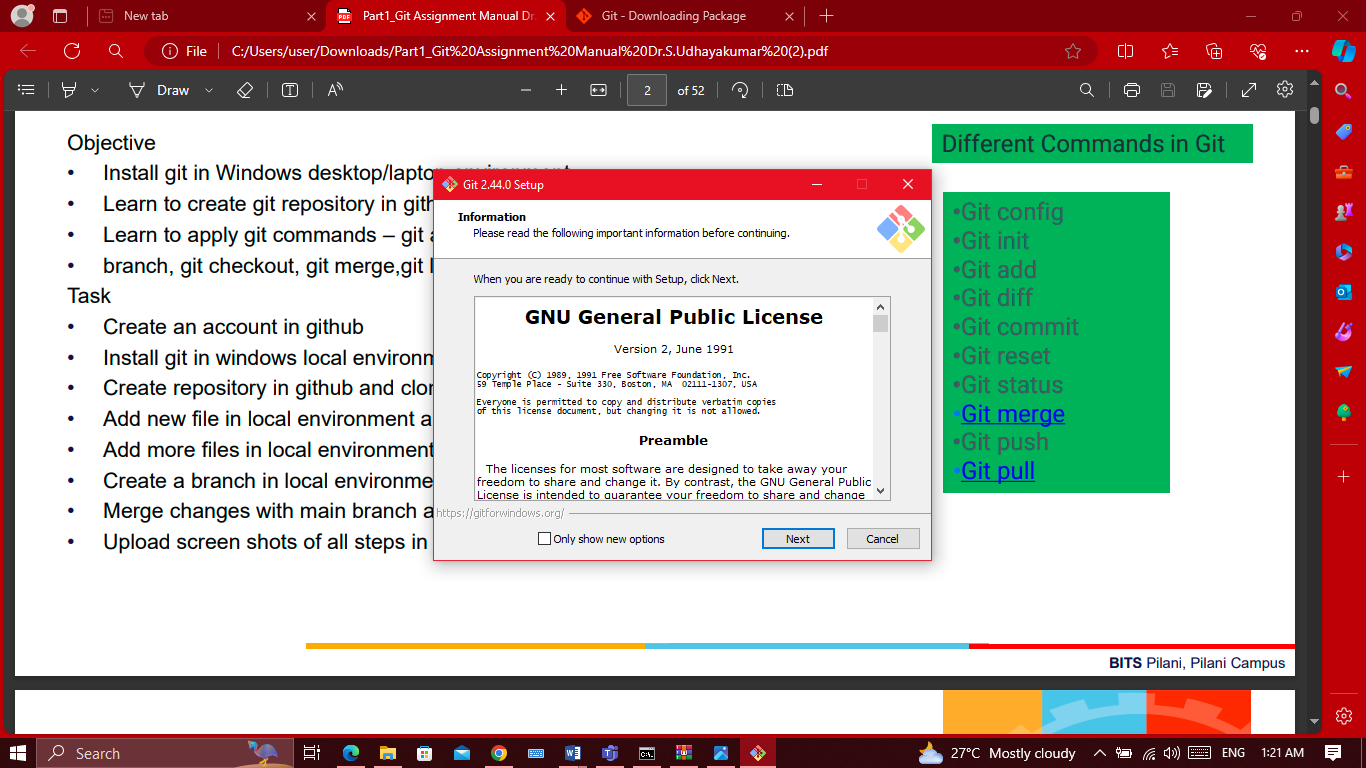 New tab
Part1_Git Assignment Manual Dr.
Git - Downloading Package
File
C:/Users/user/Downloads/Part1_Git%20Assignment%20Manual%20Dr.S.Udhayakumar%20(2).pdf
Draw
2
of 52
Objective
• Install git in Windows desktop/laptop environment
• Learn to create git repository in gith
• Learn to apply git commands – git a
• branch, git checkout, git merge,git l
Task
• Create an account in github
• Install git in windows local environm
• Create repository in github and clon
• Add new file in local environment a
• Add more files in local environment
• Create a branch in local environme
• Merge changes with main branch a
• Upload screen shots of all steps in
Different Commands in Git
•Git config
•Git init
•Git add
•Git diff
•Git commit
•Git reset
•Git status
•Git merge
•Git push
•Git pull
Git 2.44.0 Setup
Information
Please read the following important information before continuing.
When you are ready to continue with Setup, click Next.
GNU General Public License
Version 2, June 1991
Copyright (C) 1989, 1991 Free Software Foundation, Inc.
59 Temple Place - Suite 330, Boston, MA 02111-1307, USA
Everyone is permitted to copy and distribute verbatim copies
of this license document, but changing it is not allowed.
Preamble
The licenses for most software are designed to take away your
freedom to share and change it. By contrast, the GNU General Public
License is intended to guarantee your freedom to share and change
https://gitforwindows.org/
Only show new options
Next
Cancel
BITS Pilani, Pilani Campus
Search
27°C Mostly cloudy
ENG
1:21 AM